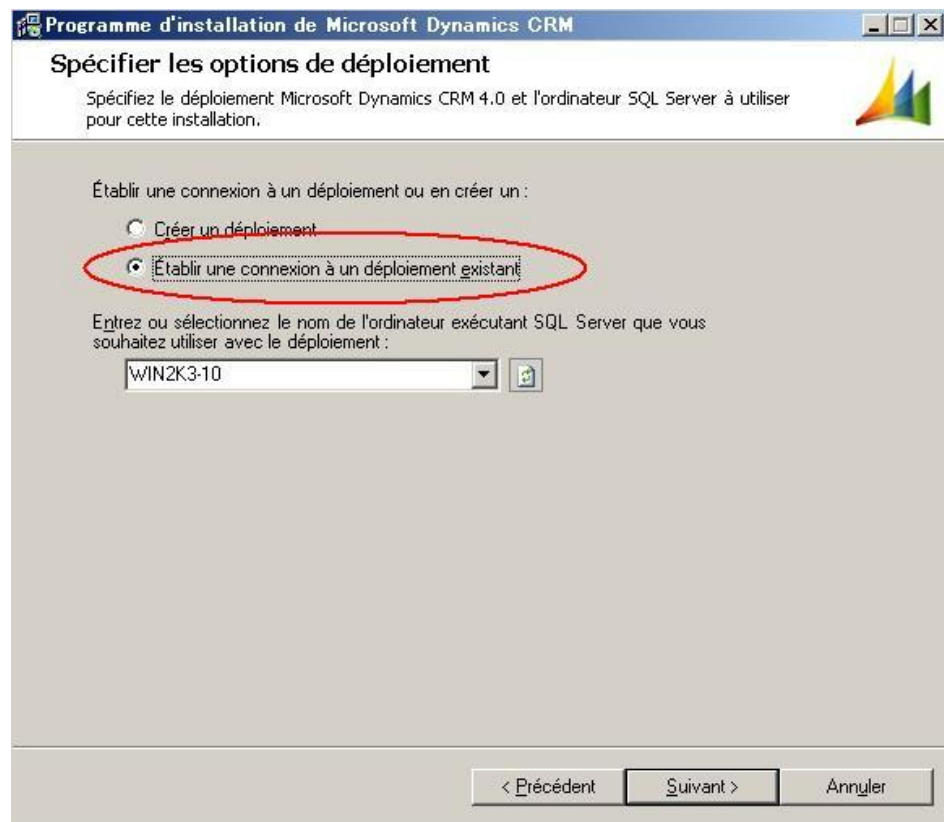 Programme d'installation de Microsoft Dynamics CRM
Spécifier les options de déploiement
Spécifiez le déploiement Microsoft Dynamics CRM 4.0 et l'ordinateur SQL Server à utiliser
pour cette installation.
Établir une connexion à un déploiement ou en créer un :
Créer un déploiement
Établir une connexion à un déploiement existant
Entrez ou sélectionnez le nom de l'ordinateur exécutant SQL Server que vous
souhaitez utiliser avec le déploiement :
WIN2K3-10
< Précédent
Suivant >
Annuler